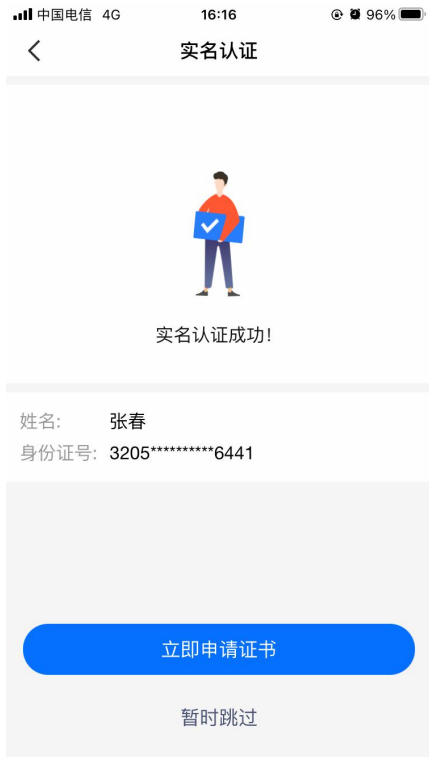 中国电信 4G 16:16 96%
实名认证
实名认证成功！
姓名: 张春
身份证号: 3205**********6441
立即申请证书
暂时跳过